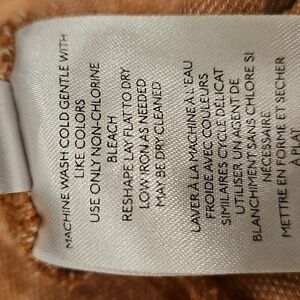 MACHINE WASH COLD GENTLE WITH
LIKE COLORS
USE ONLY NON-CHLORINE
BLEACH
RESHAPE LAY FLAT TO DRY
LOW IRON AS NEEDED
MAY BE DRY CLEANED
LAVER À LA MACHINE À L'EAU
FROIDE AVEC COULEURS
SIMILAIRES CYCLE DÉLICAT
UTILISER UN AGENT DE
BLANCHIMENT SANS CHLORE SI
NÉCESSAIRE
METTRE EN FORME ET SÉCHER
À PLAT